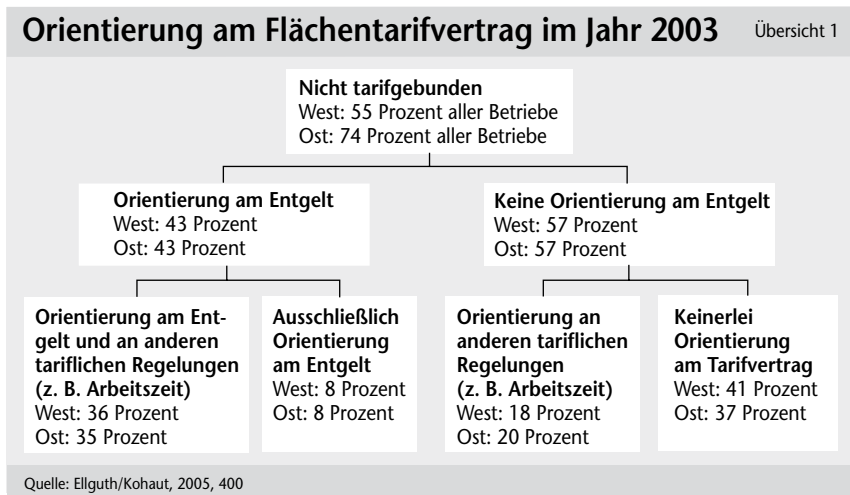 Orientierung am Flächentarifvertrag im Jahr 2003
Übersicht 1
Nicht tarifgebunden
West: 55 Prozent aller Betriebe
Ost: 74 Prozent aller Betriebe
Orientierung am Entgelt
West: 43 Prozent
Ost: 43 Prozent
Keine Orientierung am Entgelt
West: 57 Prozent
Ost: 57 Prozent
Orientierung am Ent-
gelt und an anderen
tariflichen Regelungen
(z. B. Arbeitszeit)
West: 36 Prozent
Ost: 35 Prozent
Ausschließlich
Orientierung
am Entgelt
West: 8 Prozent
Ost: 8 Prozent
Orientierung an
anderen tariflichen
Regelungen
(z. B. Arbeitszeit)
West: 18 Prozent
Ost: 20 Prozent
Keinerlei
Orientierung
am Tarifvertrag
West: 41 Prozent
Ost: 37 Prozent
Quelle: Ellguth/Kohaut, 2005, 400